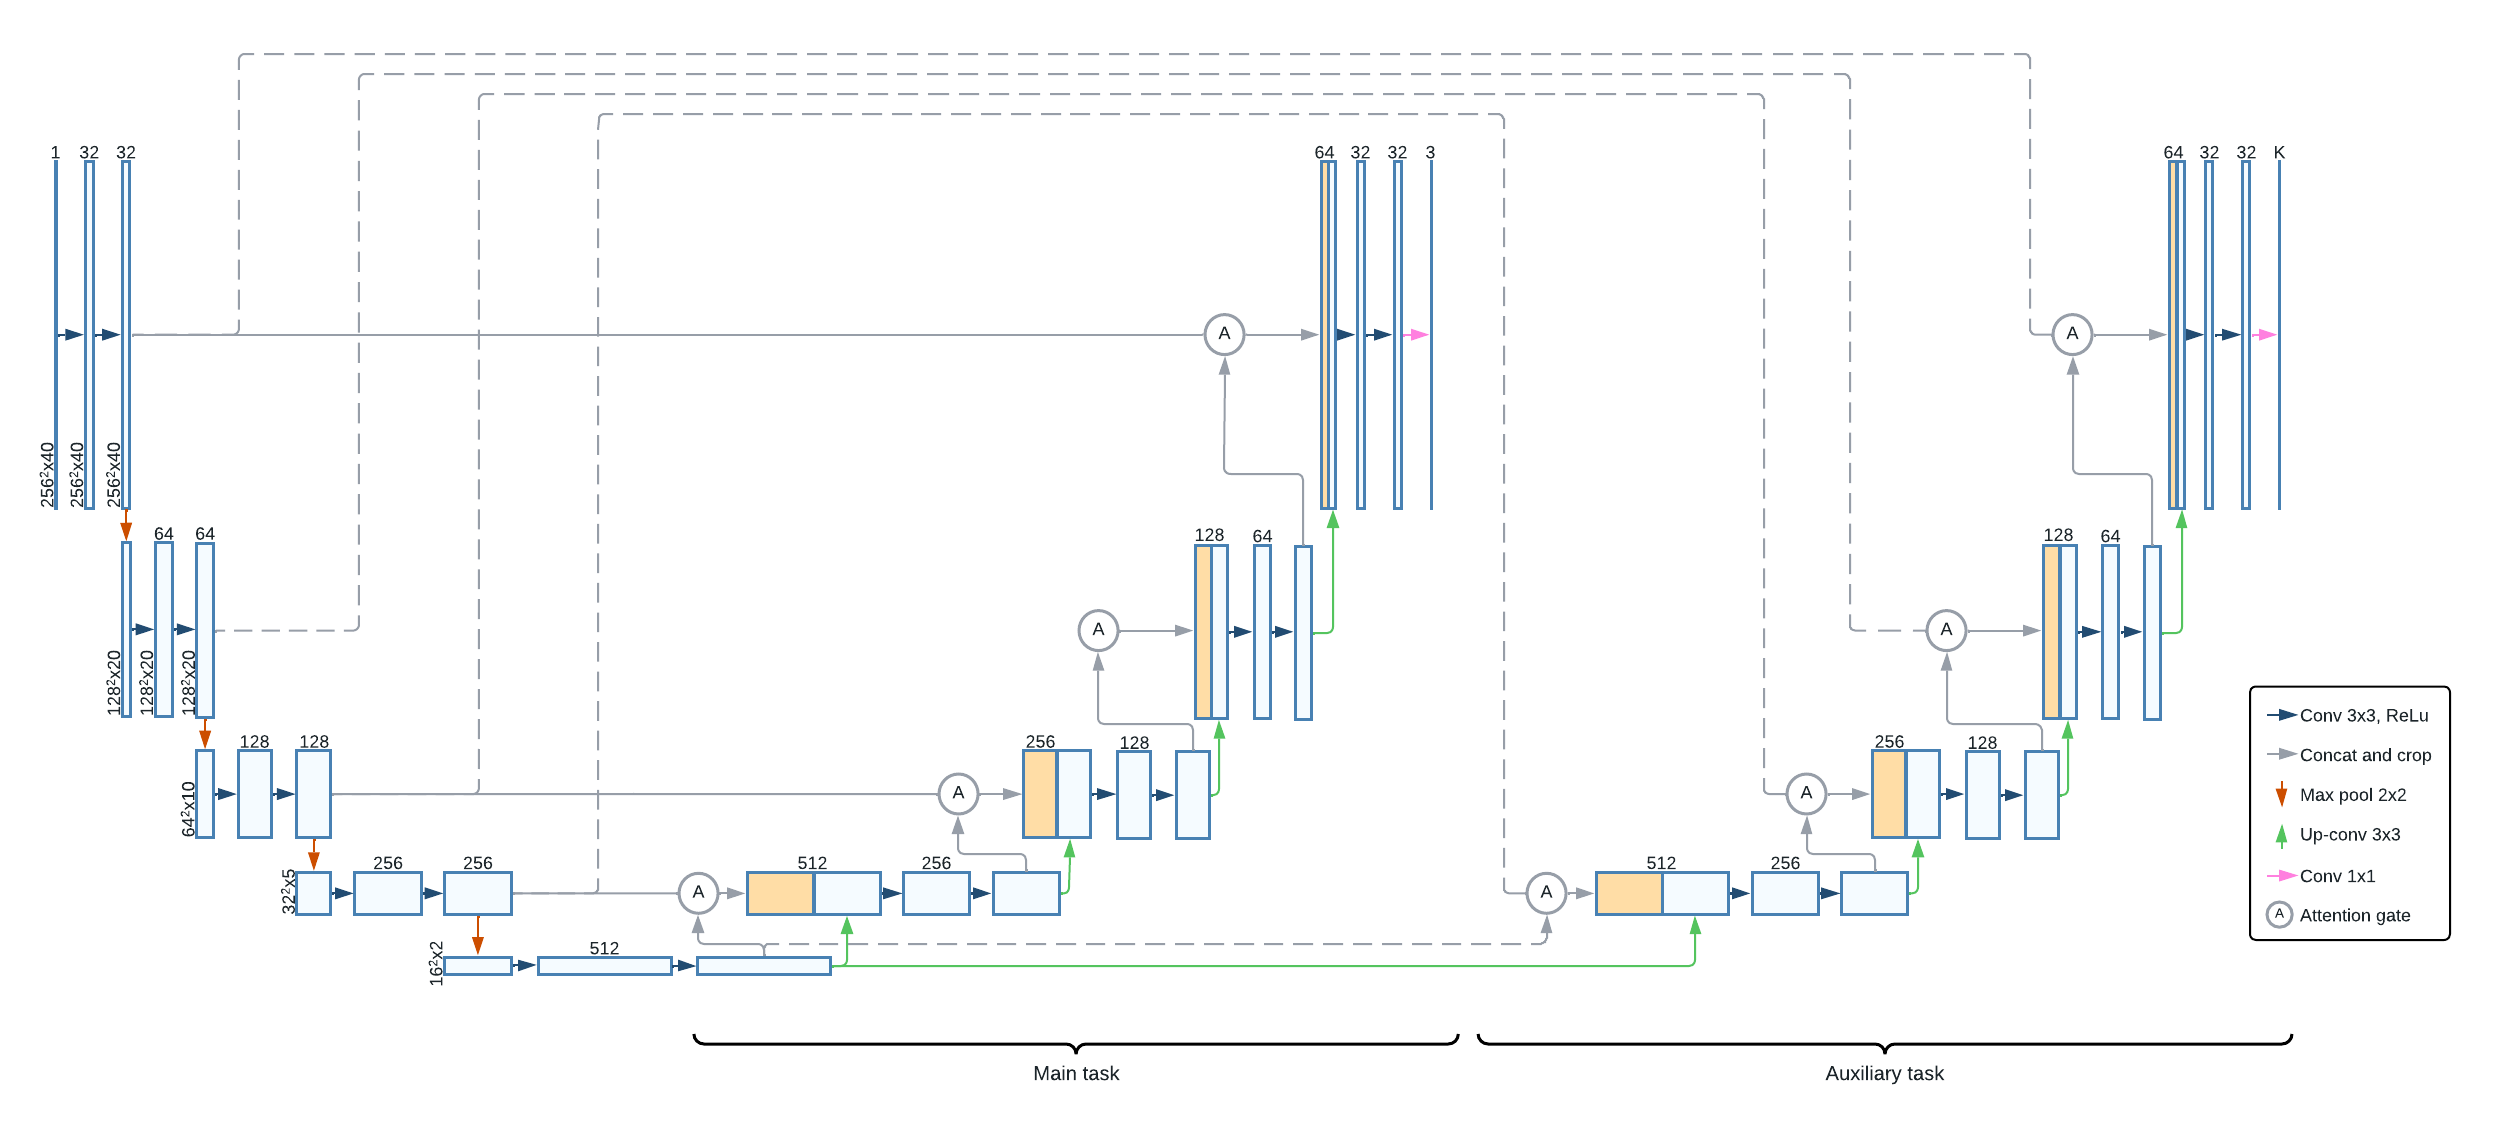 1 32 32 64 32 32 3 64 32 32 K
A A
256²x40 256²x40 256²x40
64 64 128 64 128 64
A A
128²x20 128²x20 128²x20
128 128 256 128 256 128
A A
64²x10
256 256 512 256 512 256
A A
32²x5
512
16²x2
Conv 3x3, ReLu
Concat and crop
Max pool 2x2
Up-conv 3x3
Conv 1x1
A Attention gate
Main task Auxiliary task